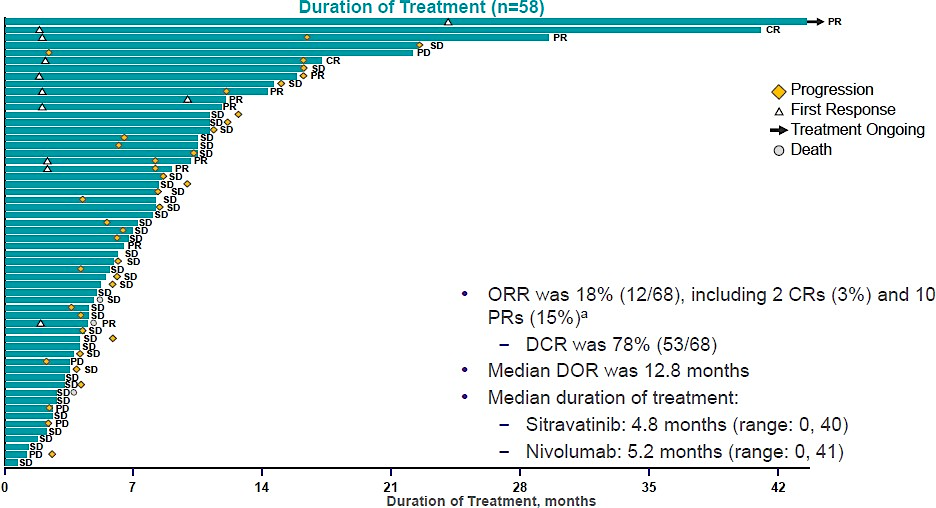 Duration of Treatment (n=58)
PR
CR
PR
SD
PD
CR
SD
PR
SD
PR
PR
PR
SD
SD
SD
SD
SD
SD
PR
PR
SD
SD
SD
SD
SD
SD
SD
SD
SD
PR
SD
SD
SD
SD
SD
SD
SD
SD
SD
PR
SD
SD
SD
SD
PD
SD
SD
SD
SD
SD
PD
SD
PD
SD
SD
SD
PD
SD
Progression
First Response
Treatment Ongoing
Death
• ORR was 18% (12/68), including 2 CRs (3%) and 10
PRs (15%)ᵃ
– DCR was 78% (53/68)
• Median DOR was 12.8 months
• Median duration of treatment:
– Sitravatinib: 4.8 months (range: 0, 40)
– Nivolumab: 5.2 months (range: 0, 41)
0 7 14 21 28 35 42
Duration of Treatment, months